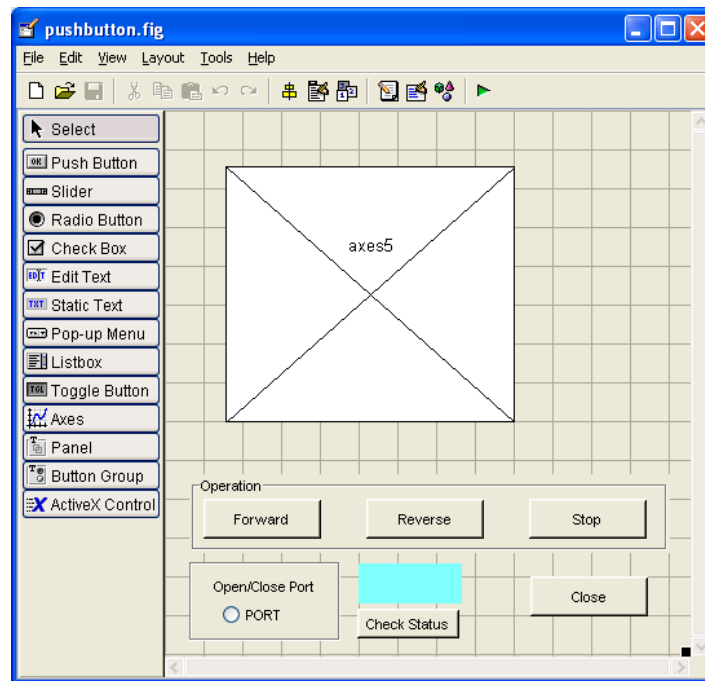 pushbutton.fig
File Edit View Layout Tools Help
Select
Push Button
Slider
Radio Button
Check Box
Edit Text
Static Text
Pop-up Menu
Listbox
Toggle Button
Axes
Panel
Button Group
ActiveX Control
axes5
Operation
Forward Reverse Stop
Open/Close Port
PORT
Check Status
Close